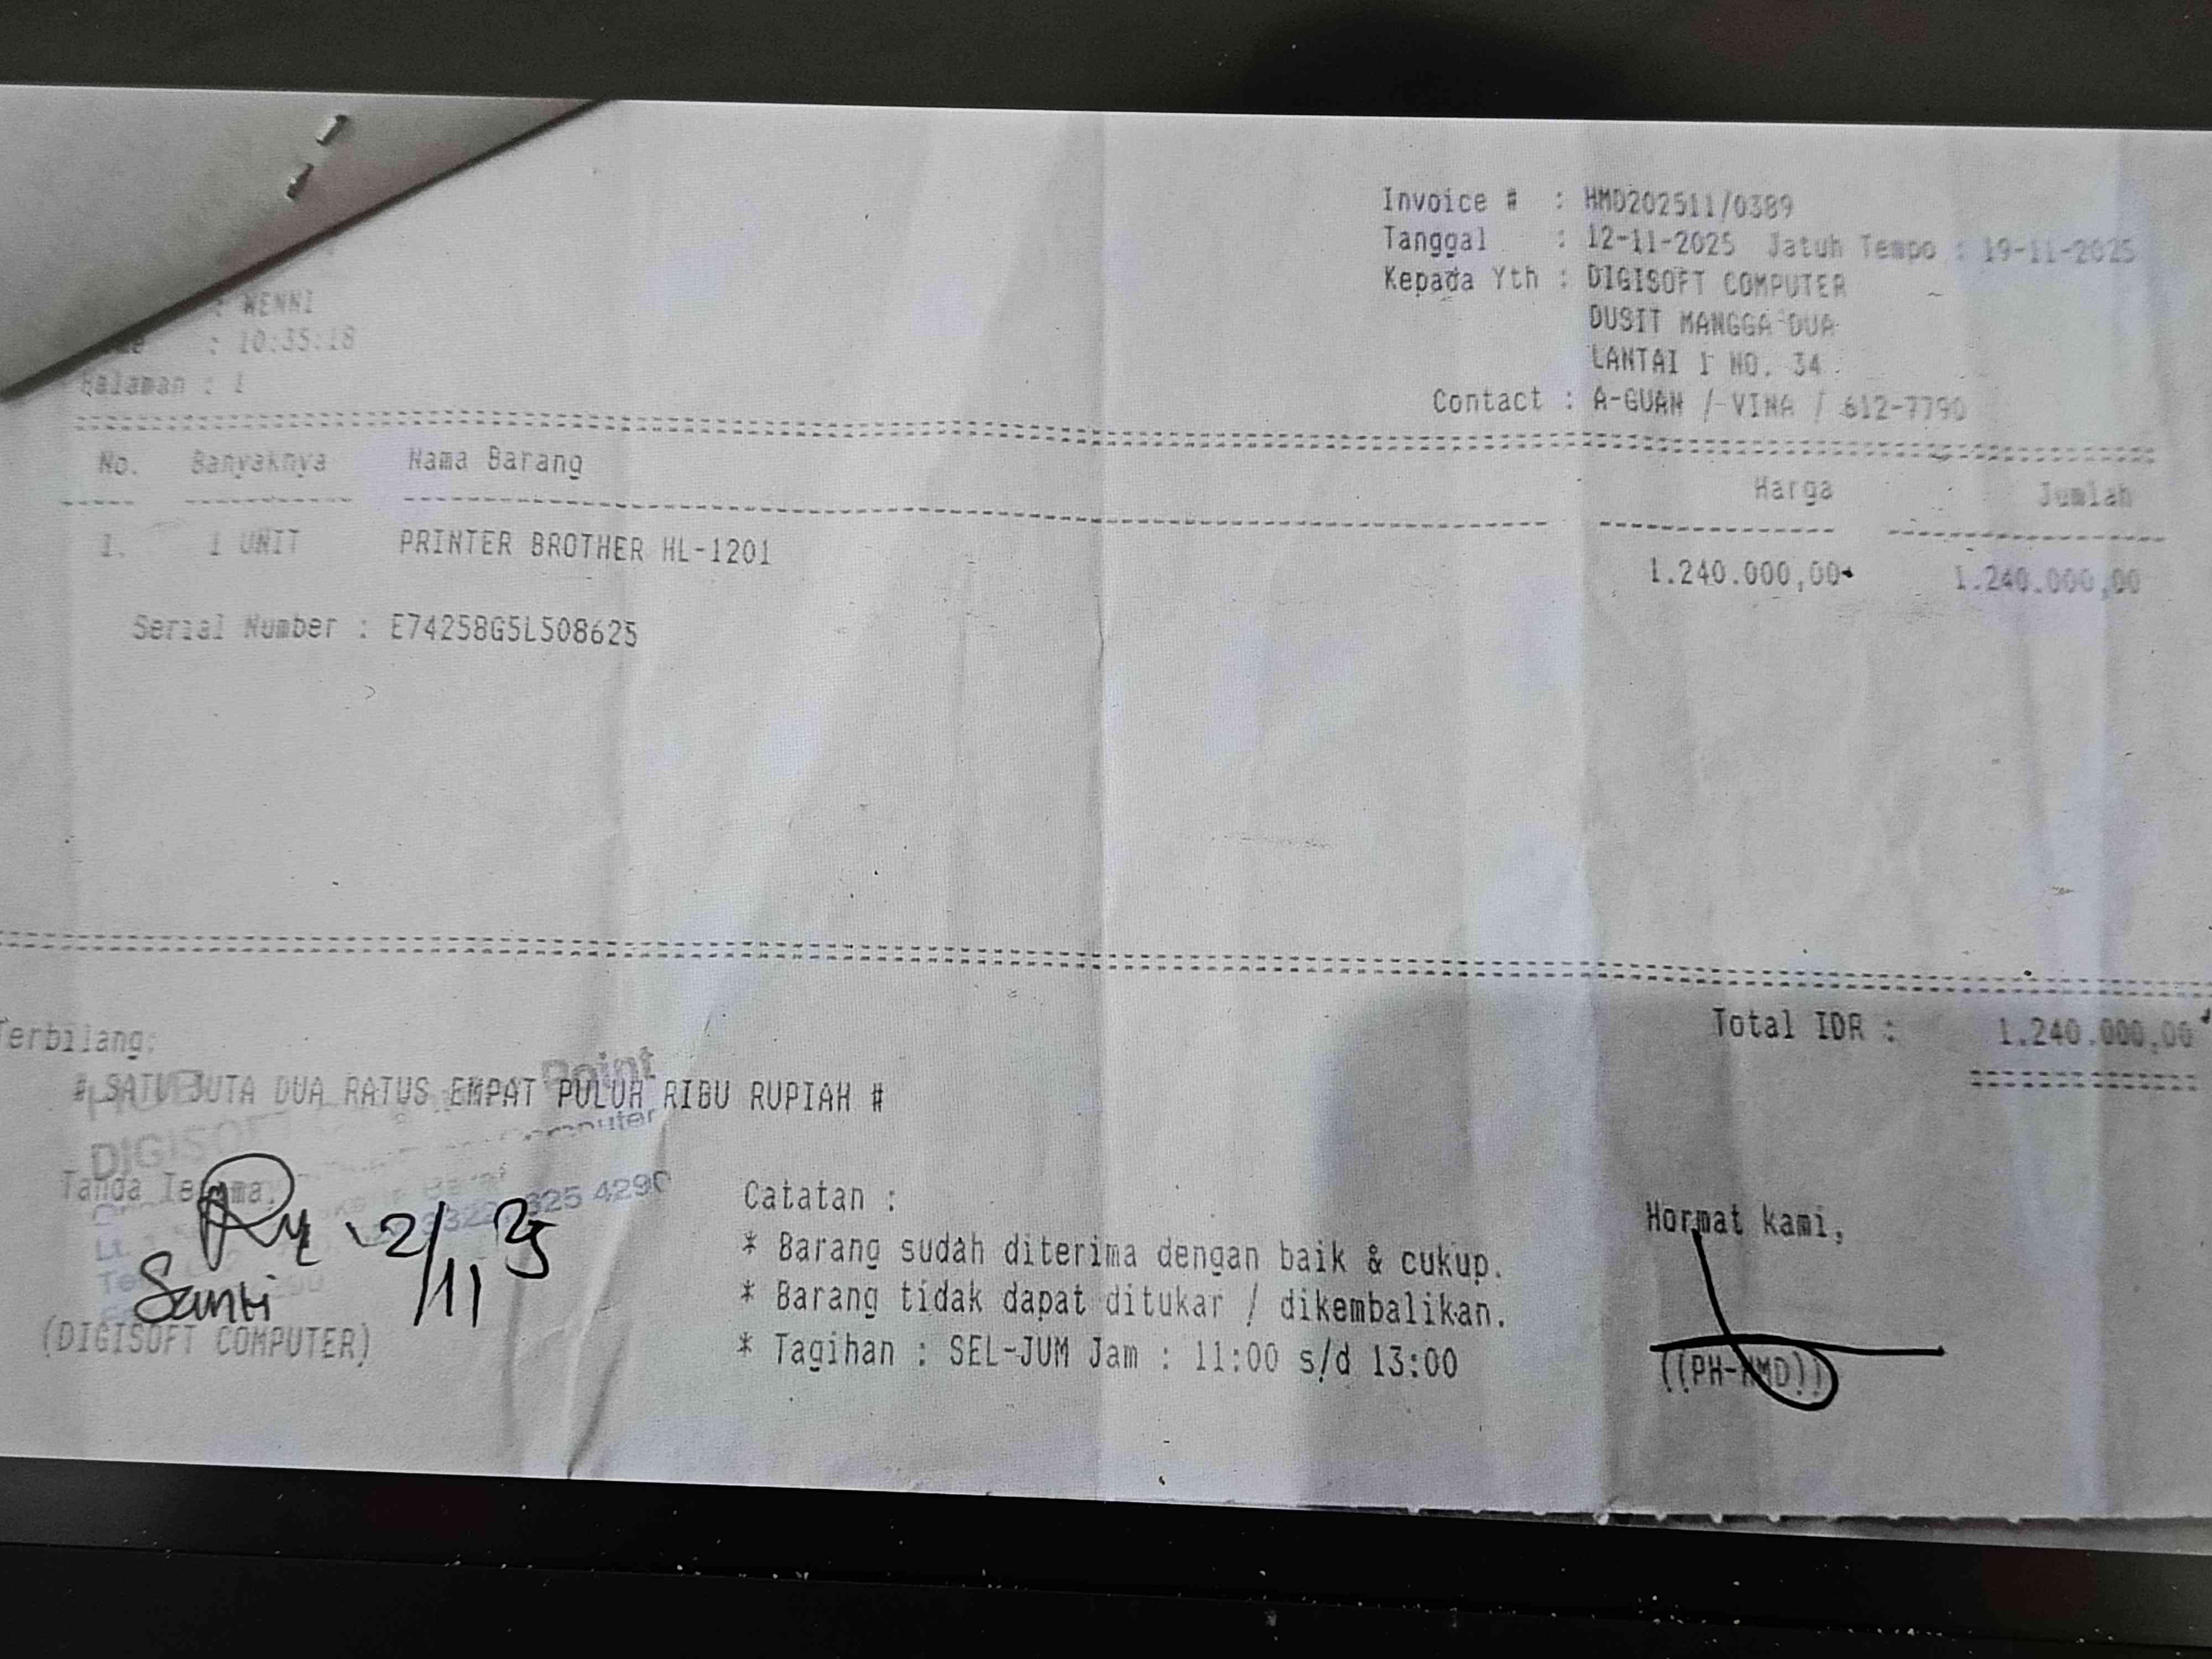 Invoice # : HMD202511/0389
Tanggal : 12-11-2025 Jatuh Tempo : 19-11-2025
Kepada Yth : DIGISOFT COMPUTER
DUSIT MANGGA DUA
LANTAI 1 NO. 34
Contact : A-GUAN / VINA / 612-7790
: WENNI
: 10:35:18
Halaman : 1
No. Banyaknya Nama Barang Harga Jumlah
1. 1 UNIT PRINTER BROTHER HL-1201 1.240.000,00 1.240.000,00
Serial Number : E74258G5L508625
Terbilang: Total IDR : 1.240.000,00
# SATU JUTA DUA RATUS EMPAT PULUH RIBU RUPIAH #
Point
DIGISOF
Computer
Tanda Terima,
825 4290
12/11 25
Santi
(DIGISOFT COMPUTER)
Catatan :
* Barang sudah diterima dengan baik & cukup.
* Barang tidak dapat ditukar / dikembalikan.
* Tagihan : SEL-JUM Jam : 11:00 s/d 13:00
Hormat kami,
((PH-HMD))